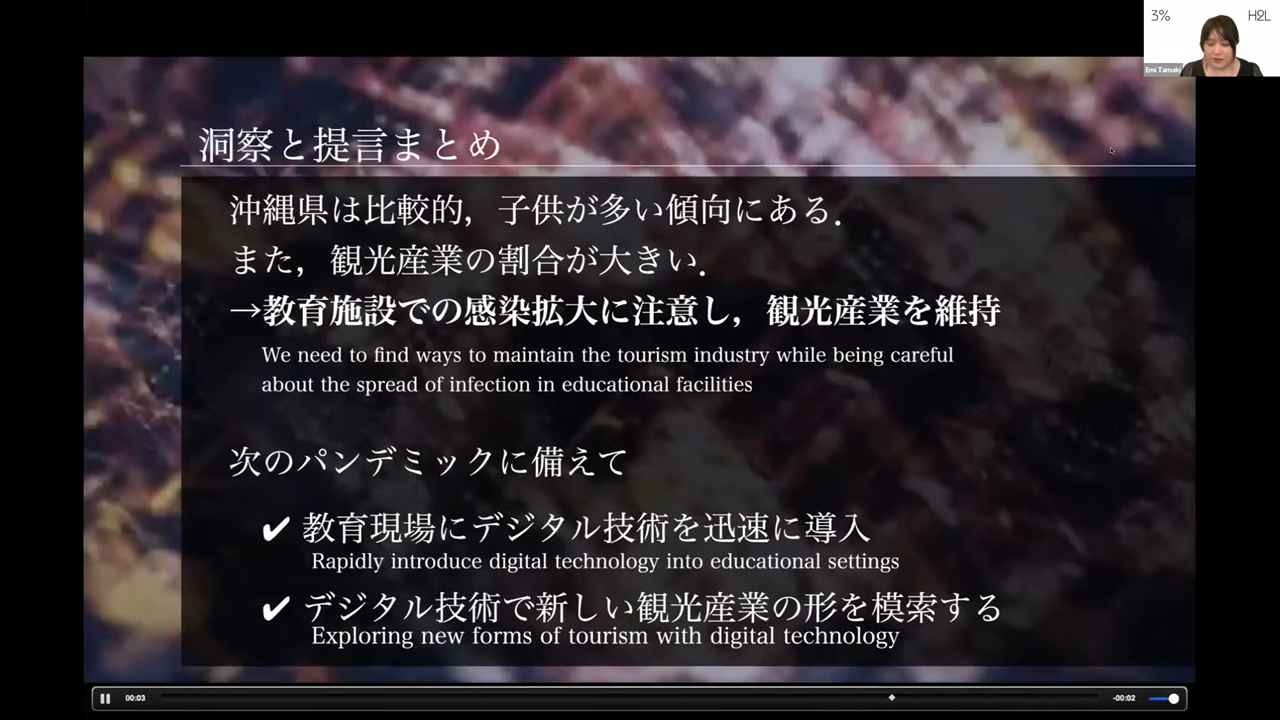 3%
H2L
Emi Tamaki
洞察と提言まとめ
沖縄県は比較的，子供が多い傾向にある．
また，観光産業の割合が大きい．
→教育施設での感染拡大に注意し，観光産業を維持
We need to find ways to maintain the tourism industry while being careful
about the spread of infection in educational facilities
次のパンデミックに備えて
✔ 教育現場にデジタル技術を迅速に導入
Rapidly introduce digital technology into educational settings
✔ デジタル技術で新しい観光産業の形を模索する
Exploring new forms of tourism with digital technology
00:03
-00:02